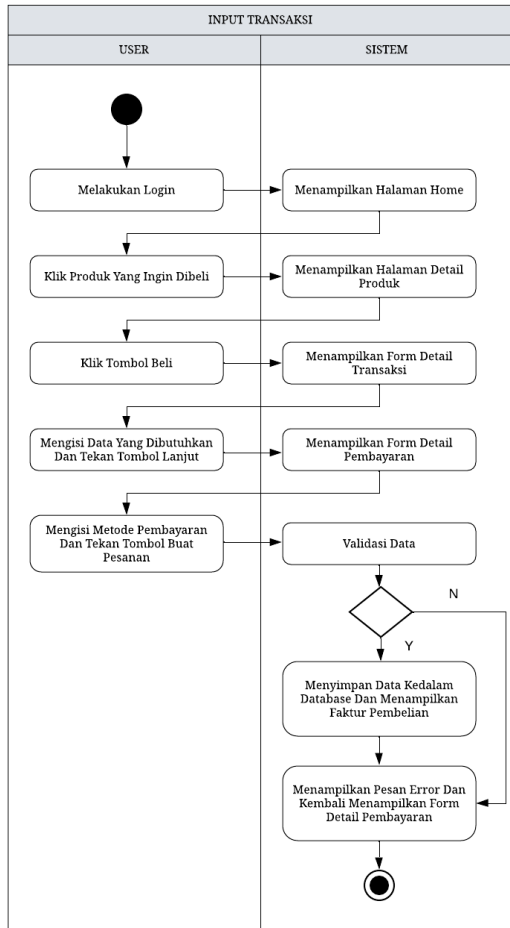 INPUT TRANSAKSI
USER
SISTEM
Melakukan Login
Menampilkan Halaman Home
Klik Produk Yang Ingin Dibeli
Menampilkan Halaman Detail
Produk
Klik Tombol Beli
Menampilkan Form Detail
Transaksi
Mengisi Data Yang Dibutuhkan
Dan Tekan Tombol Lanjut
Menampilkan Form Detail
Pembayaran
Mengisi Metode Pembayaran
Dan Tekan Tombol Buat
Pesanan
Validasi Data
N
Y
Menyimpan Data Kedalam
Database Dan Menampilkan
Faktur Pembelian
Menampilkan Pesan Error Dan
Kembali Menampilkan Form
Detail Pembayaran